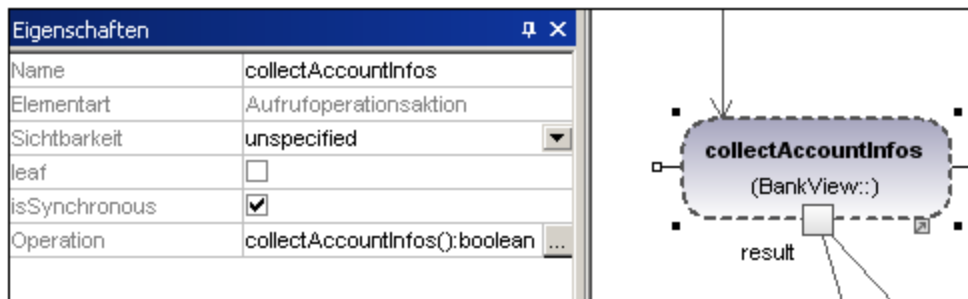 Eigenschaften
Name collectAccountInfos
Elementart Aufrufoperationsaktion
Sichtbarkeit unspecified
leaf
isSynchronous
Operation collectAccountInfos():boolean ...
collectAccountInfos
(BankView::)
result